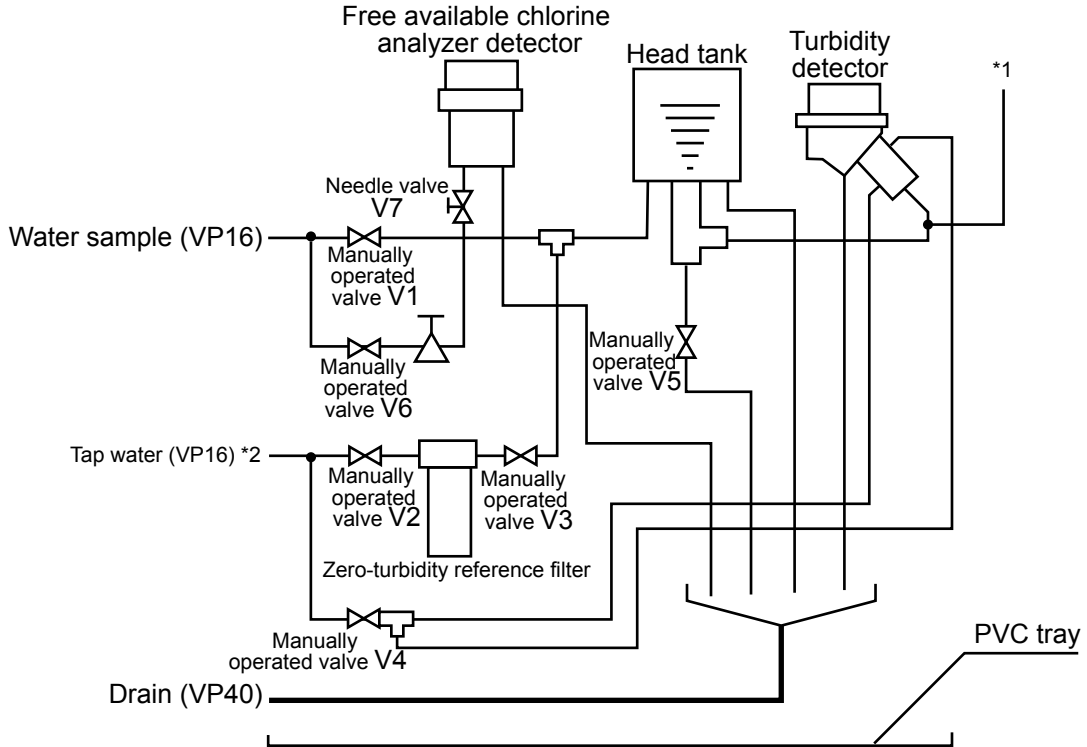 Free available chlorine
analyzer detector
Head tank
Turbidity
detector
*1
Needle valve
V7
Water sample (VP16)
Manually
operated
valve V1
Manually
operated
valve V5
Manually
operated
valve V6
Tap water (VP16) *2
Manually
operated
valve V2
Manually
operated
valve V3
Zero-turbidity reference filter
Manually
operated valve V4
PVC tray
Drain (VP40)